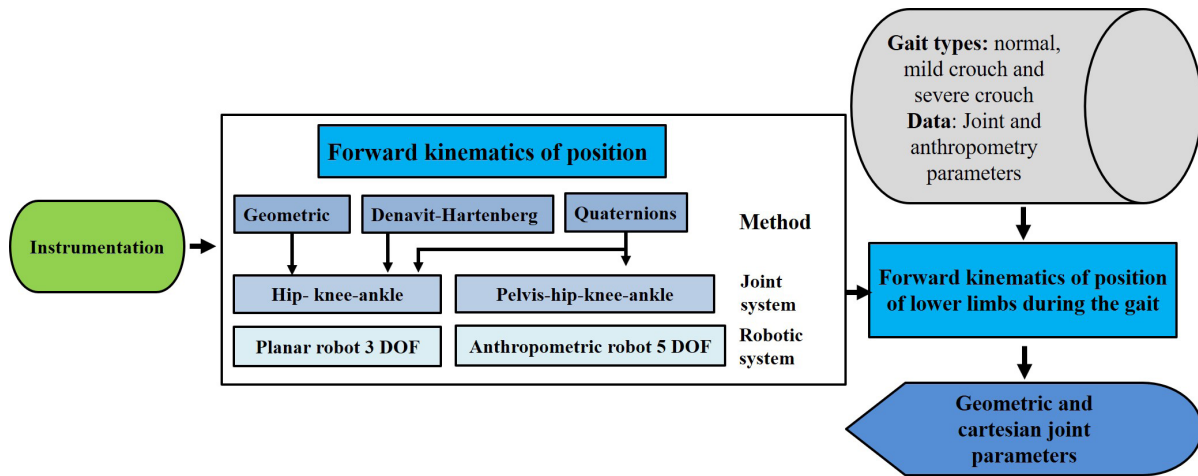 Instrumentation
Forward kinematics of position
Geometric
Denavit-Hartenberg
Quaternions
Method
Hip- knee-ankle
Pelvis-hip-knee-ankle
Joint
system
Planar robot 3 DOF
Anthropometric robot 5 DOF
Robotic
system
Gait types: normal,
mild crouch and
severe crouch
Data: Joint and
anthropometry
parameters
Forward kinematics of position
of lower limbs during the gait
Geometric and
cartesian joint
parameters